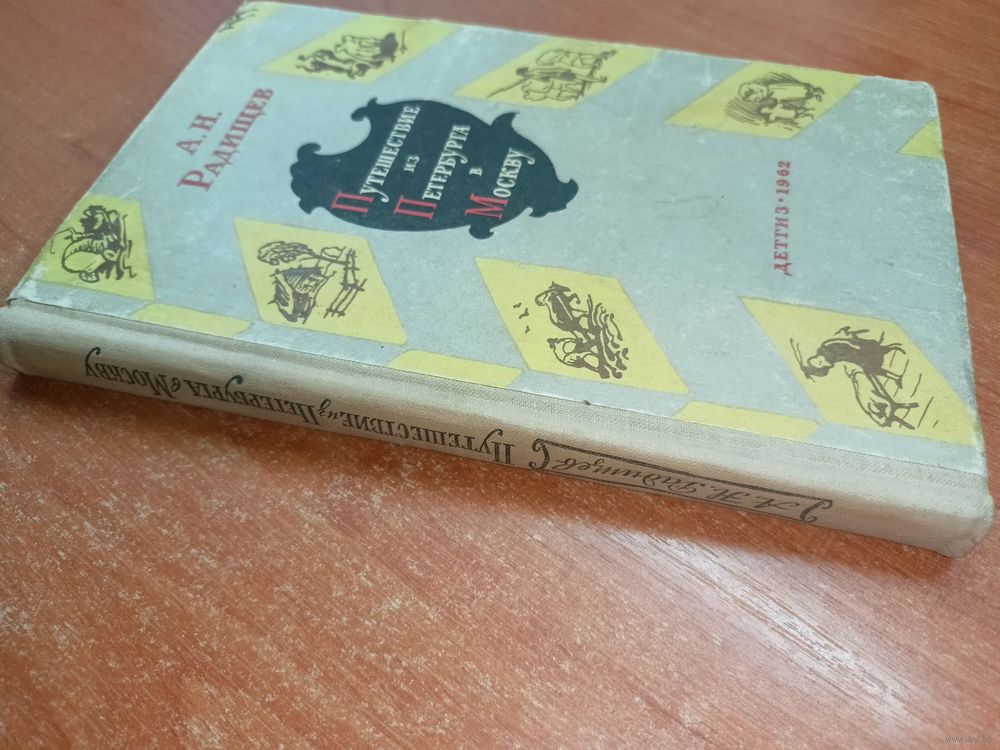 А. Н.
РАДИЩЕВ
ПУТЕШЕСТВИЕ
ИЗ
ПЕТЕРБУРГА
В
МОСКВУ
ДЕТГИЗ • 1962
А. Н. Радищев ПУТЕШЕСТВИЕ из ПЕТЕРБУРГА в МОСКВУ